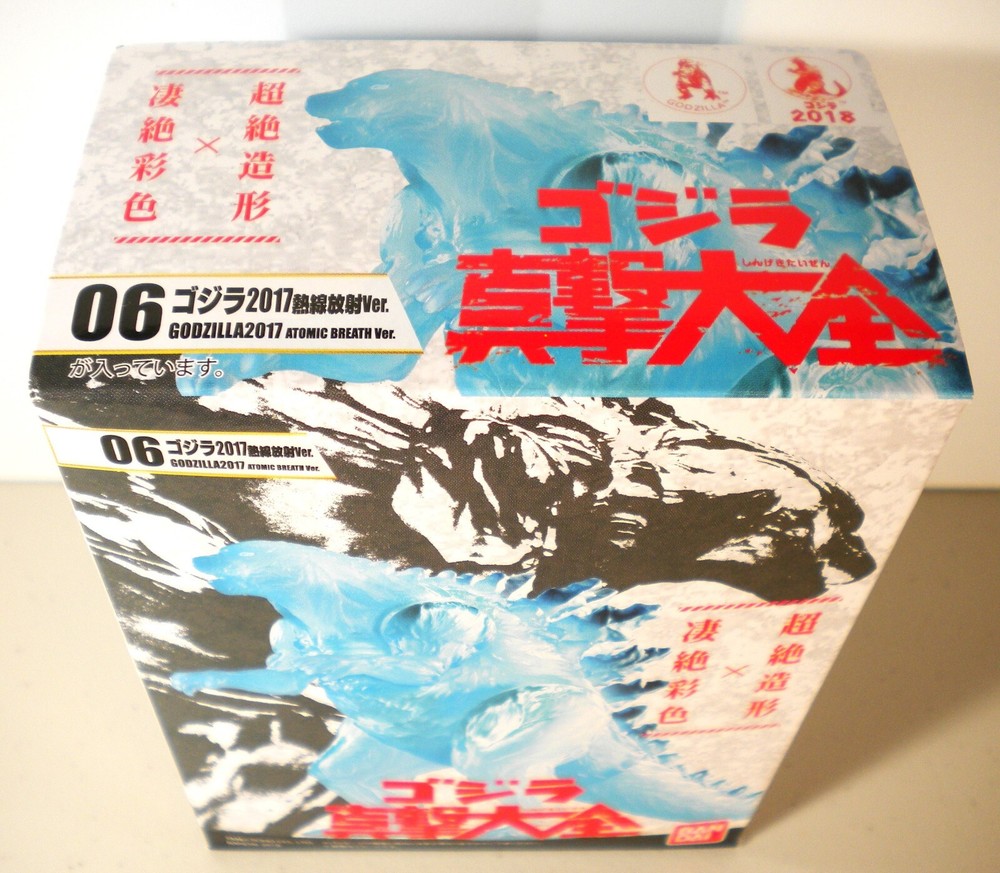 超絶造形
×
凄絶彩色
GODZILLA™
ゴジラ
2018
ゴジラ
しんげきたいぜん
真撃大全
06 ゴジラ2017熱線放射Ver.
GODZILLA2017 ATOMIC BREATH Ver.
が入っています。
06 ゴジラ2017熱線放射Ver.
GODZILLA2017 ATOMIC BREATH Ver.
超絶造形
×
凄絶彩色
ゴジラ
真撃大全
BANDAI